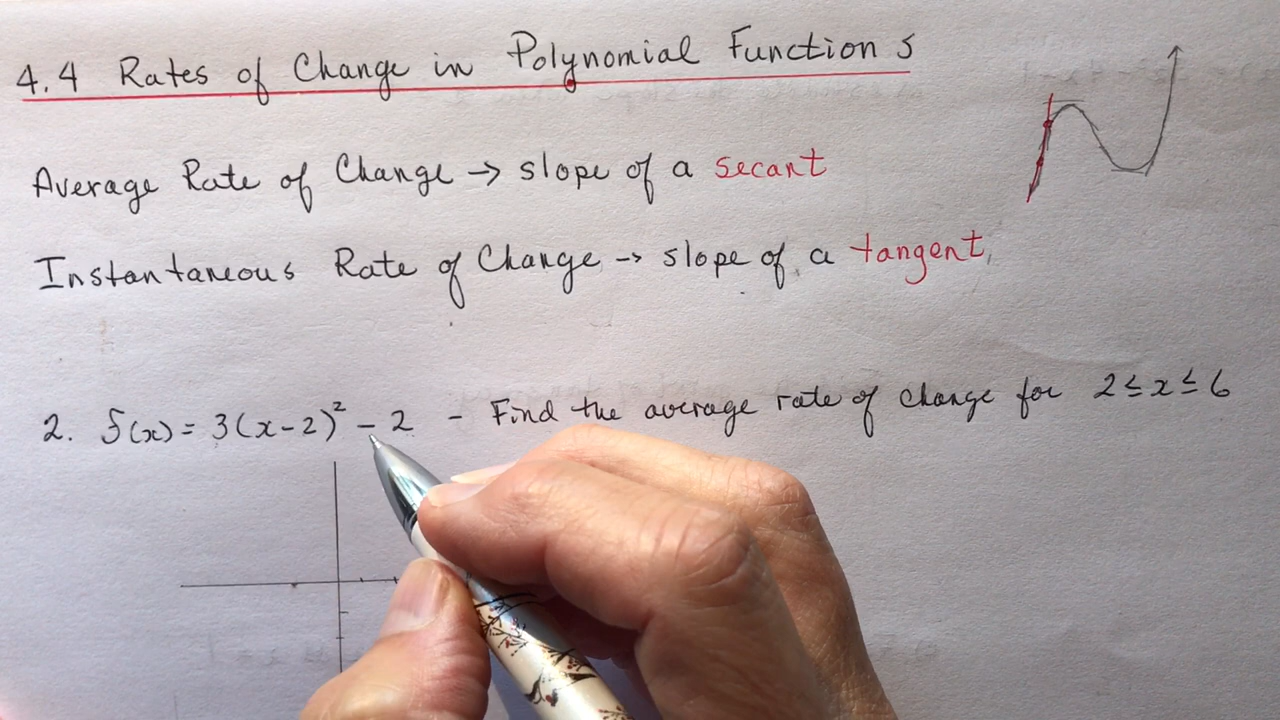 4.4 Rates of Change in Polynomial Functions
Average Rate of Change → slope of a secant
Instantaneous Rate of Change → slope of a tangent
2. f(x) = 3(x-2)² - 2 - Find the average rate of change for 2 ≤ x ≤ 6